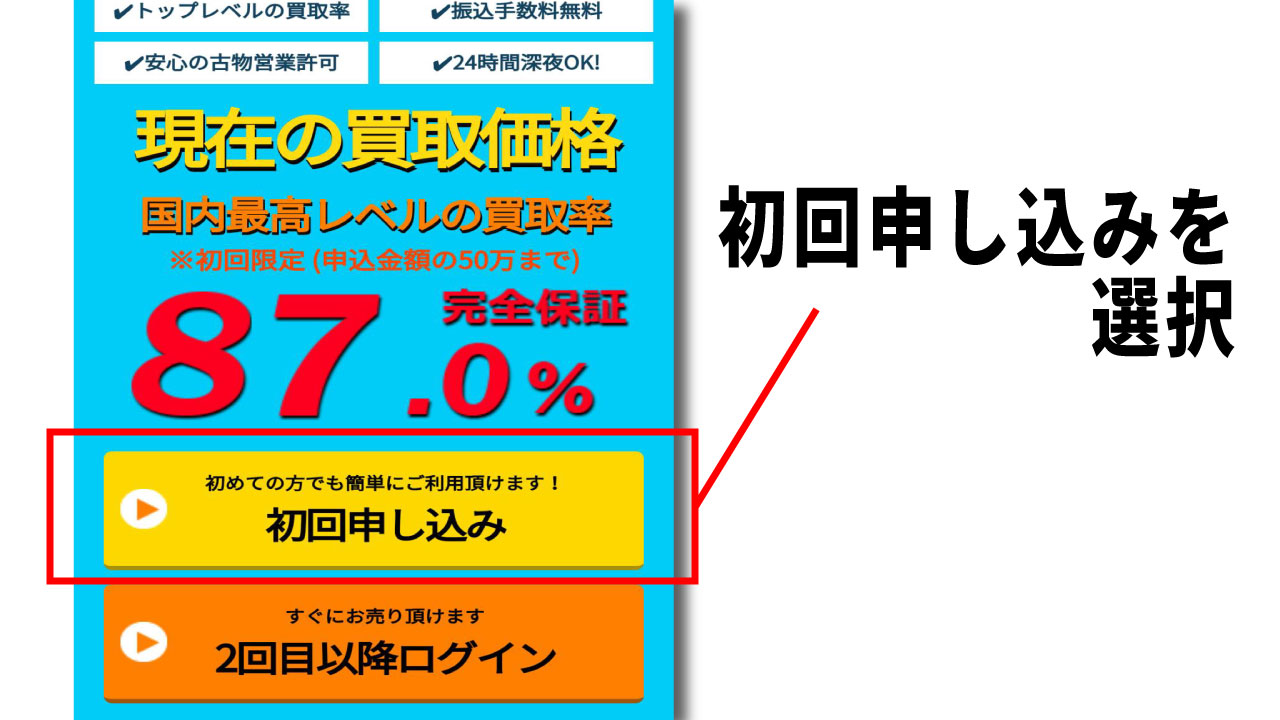 ✔トップレベルの買取率
✔振込手数料無料
✔安心の古物営業許可
✔24時間深夜OK!
現在の買取価格
国内最高レベルの買取率
※初回限定 (申込金額の50万まで)
87.0%
完全保証
初めての方でも簡単にご利用頂けます！
初回申し込み
すぐにお売り頂けます
2回目以降ログイン
初回申し込みを
選択